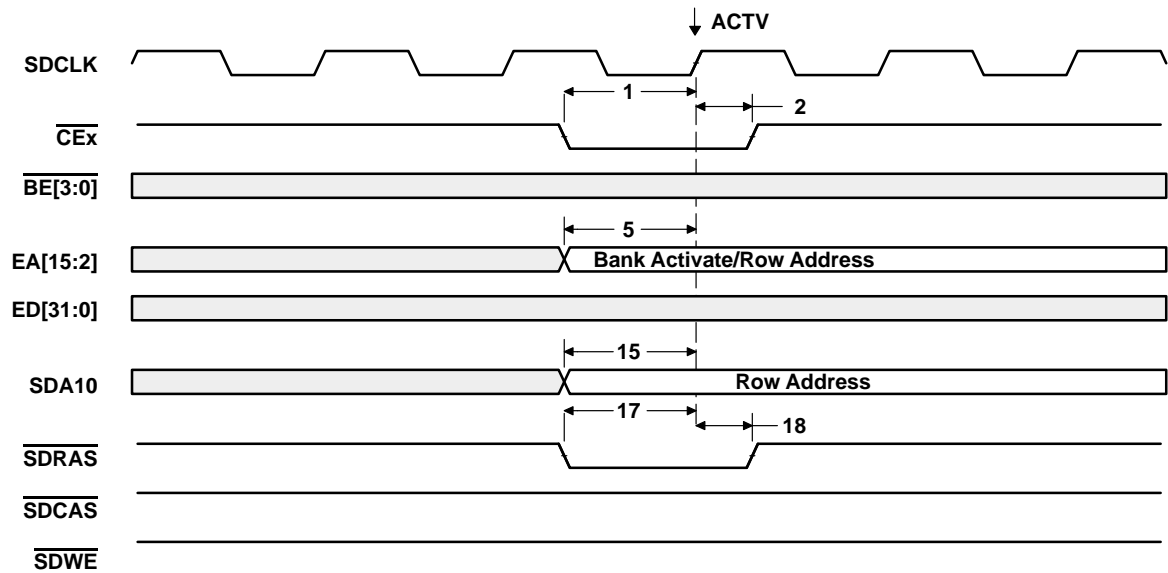 ACTV
SDCLK
1
2
CEx
BE[3:0]
5
EA[15:2]
Bank Activate/Row Address
ED[31:0]
15
SDA10
Row Address
17
18
SDRAS
SDCAS
SDWE